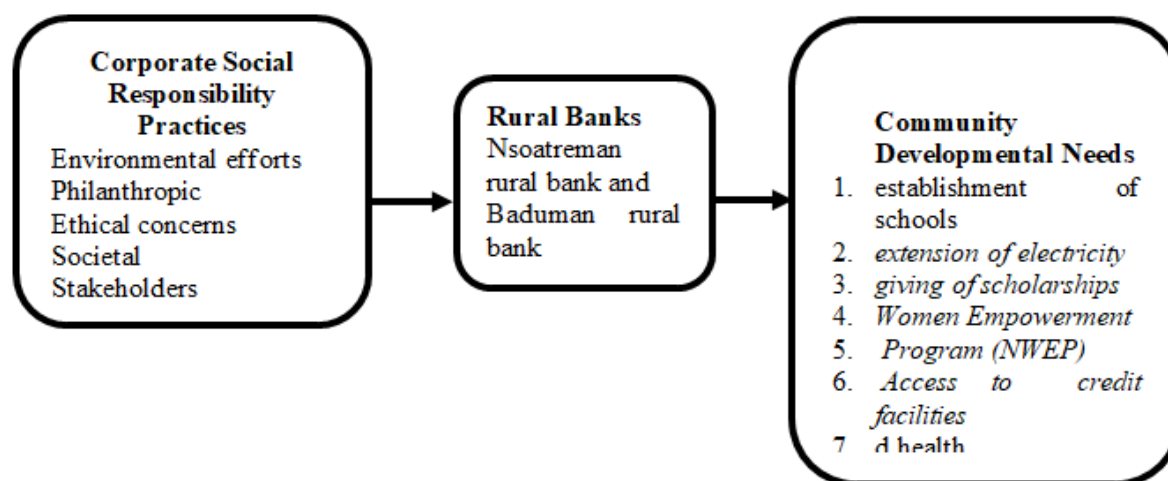 Corporate Social
Responsibility
Practices
Environmental efforts
Philanthropic
Ethical concerns
Societal
Stakeholders
Rural Banks
Nsoatreman
rural bank and
Baduman rural
bank
Community
Developmental Needs
1. establishment of
schools
2. extension of electricity
3. giving of scholarships
4. Women Empowerment
5. Program (NWEP)
6. Access to credit
facilities
7. d health